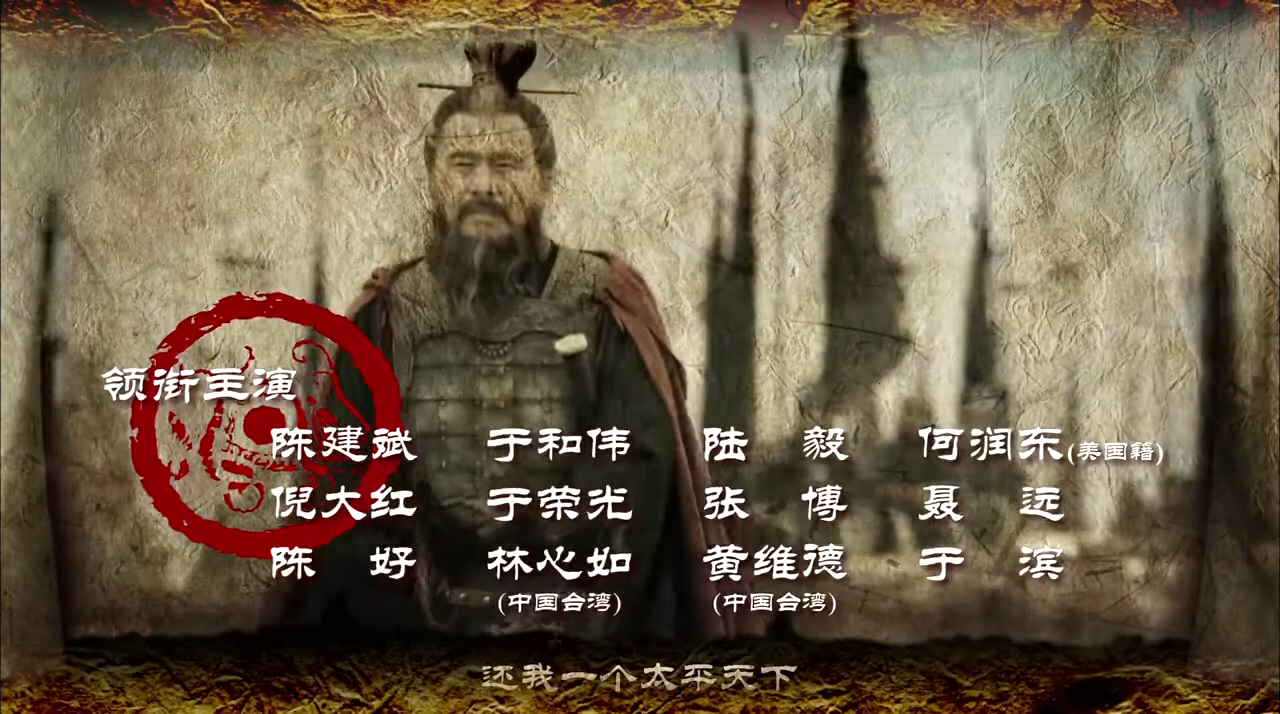 领衔主演
陈建斌 于和伟 陆毅 何润东(美国籍)
倪大红 于荣光 张博 聂远
陈好 林心如 黄维德 于滨
(中国台湾) (中国台湾)
还我一个太平天下